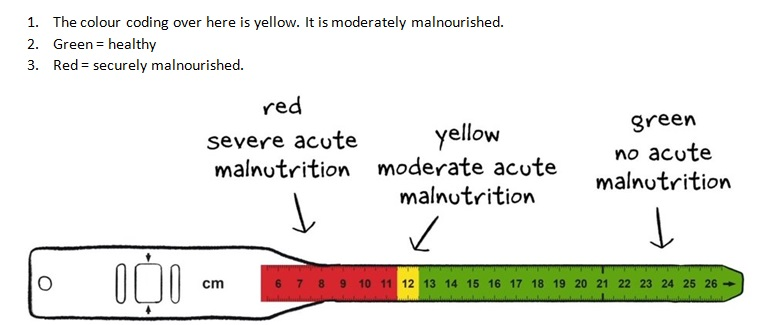 1. The colour coding over here is yellow. It is moderately malnourished.
2. Green = healthy
3. Red = securely malnourished.
red
severe acute
malnutrition
yellow
moderate acute
malnutrition
green
no acute
malnutrition
cm 6 7 8 9 10 11 12 13 14 15 16 17 18 19 20 21 22 23 24 25 26